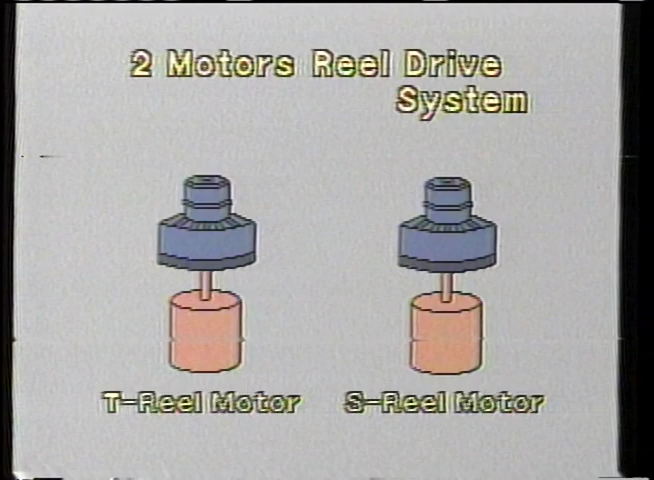 2 Motors Reel Drive
System
T-Reel Motor
S-Reel Motor